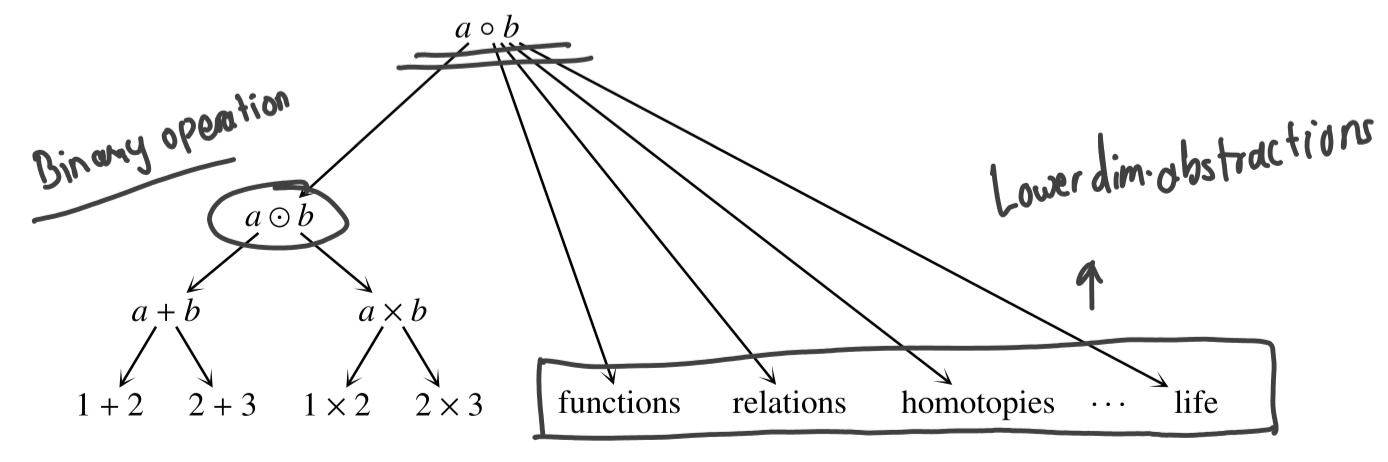 a ∘ b
Binary operation
Lower dim. abstractions
a ⊙ b
a + b a × b
1 + 2 2 + 3 1 × 2 2 × 3 functions relations homotopies ··· life